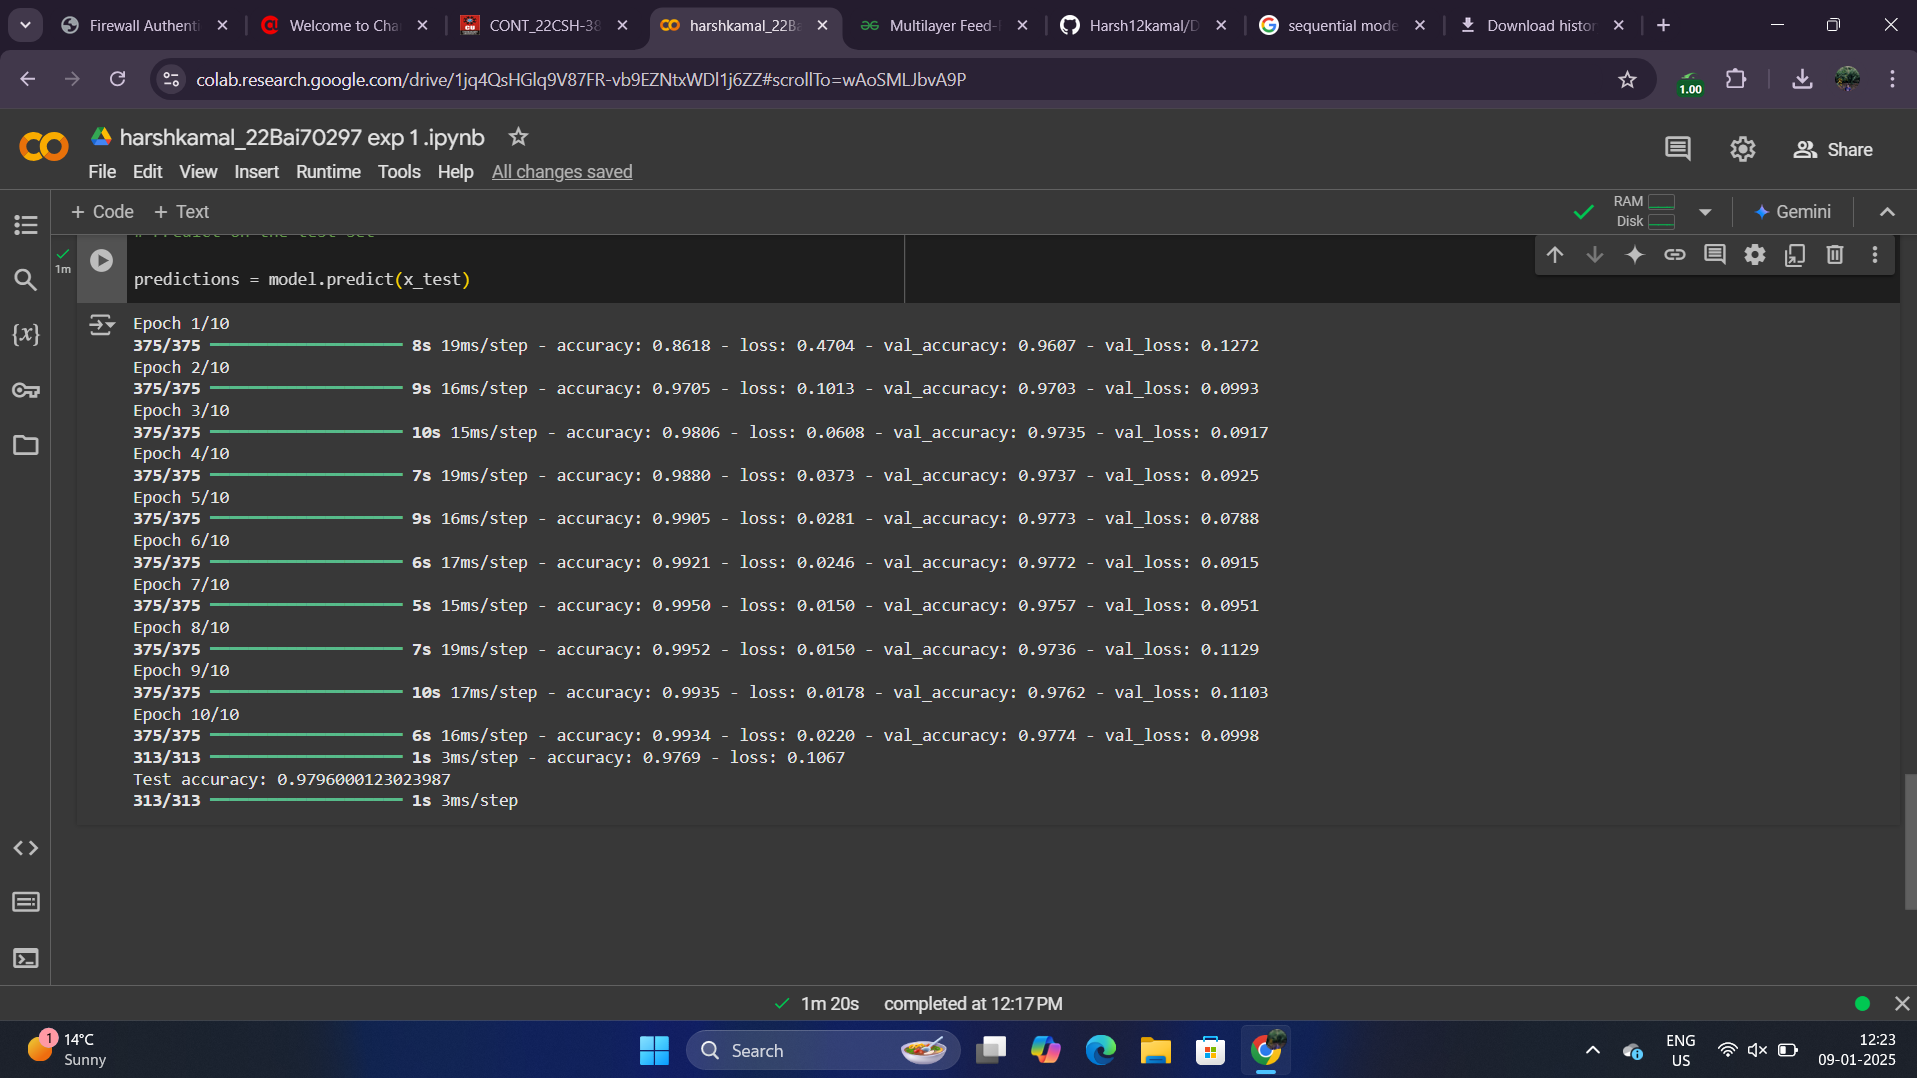 Firewall Authenti
Welcome to Cha
CONT_22CSH-38
harshkamal_22Ba
Multilayer Feed-
Harsh12kamal/D
sequential mode
Download histor
colab.research.google.com/drive/1jq4QsHGlq9V87FR-vb9EZNtxWDl1j6ZZ#scrollTo=wAoSMLJbvA9P
1.00
harshkamal_22Bai70297 exp 1 .ipynb
File Edit View Insert Runtime Tools Help All changes saved
Share
+ Code + Text
RAM
Disk
Gemini
# Predict on the test set
1m
predictions = model.predict(x_test)
Epoch 1/10
375/375 8s 19ms/step - accuracy: 0.8618 - loss: 0.4704 - val_accuracy: 0.9607 - val_loss: 0.1272
Epoch 2/10
375/375 9s 16ms/step - accuracy: 0.9705 - loss: 0.1013 - val_accuracy: 0.9703 - val_loss: 0.0993
Epoch 3/10
375/375 10s 15ms/step - accuracy: 0.9806 - loss: 0.0608 - val_accuracy: 0.9735 - val_loss: 0.0917
Epoch 4/10
375/375 7s 19ms/step - accuracy: 0.9880 - loss: 0.0373 - val_accuracy: 0.9737 - val_loss: 0.0925
Epoch 5/10
375/375 9s 16ms/step - accuracy: 0.9905 - loss: 0.0281 - val_accuracy: 0.9773 - val_loss: 0.0788
Epoch 6/10
375/375 6s 17ms/step - accuracy: 0.9921 - loss: 0.0246 - val_accuracy: 0.9772 - val_loss: 0.0915
Epoch 7/10
375/375 5s 15ms/step - accuracy: 0.9950 - loss: 0.0150 - val_accuracy: 0.9757 - val_loss: 0.0951
Epoch 8/10
375/375 7s 19ms/step - accuracy: 0.9952 - loss: 0.0150 - val_accuracy: 0.9736 - val_loss: 0.1129
Epoch 9/10
375/375 10s 17ms/step - accuracy: 0.9935 - loss: 0.0178 - val_accuracy: 0.9762 - val_loss: 0.1103
Epoch 10/10
375/375 6s 16ms/step - accuracy: 0.9934 - loss: 0.0220 - val_accuracy: 0.9774 - val_loss: 0.0998
313/313 1s 3ms/step - accuracy: 0.9769 - loss: 0.1067
Test accuracy: 0.9796000123023987
313/313 1s 3ms/step
1m 20s completed at 12:17 PM
1
14°C
Sunny
Search
ENG
US
12:23
09-01-2025